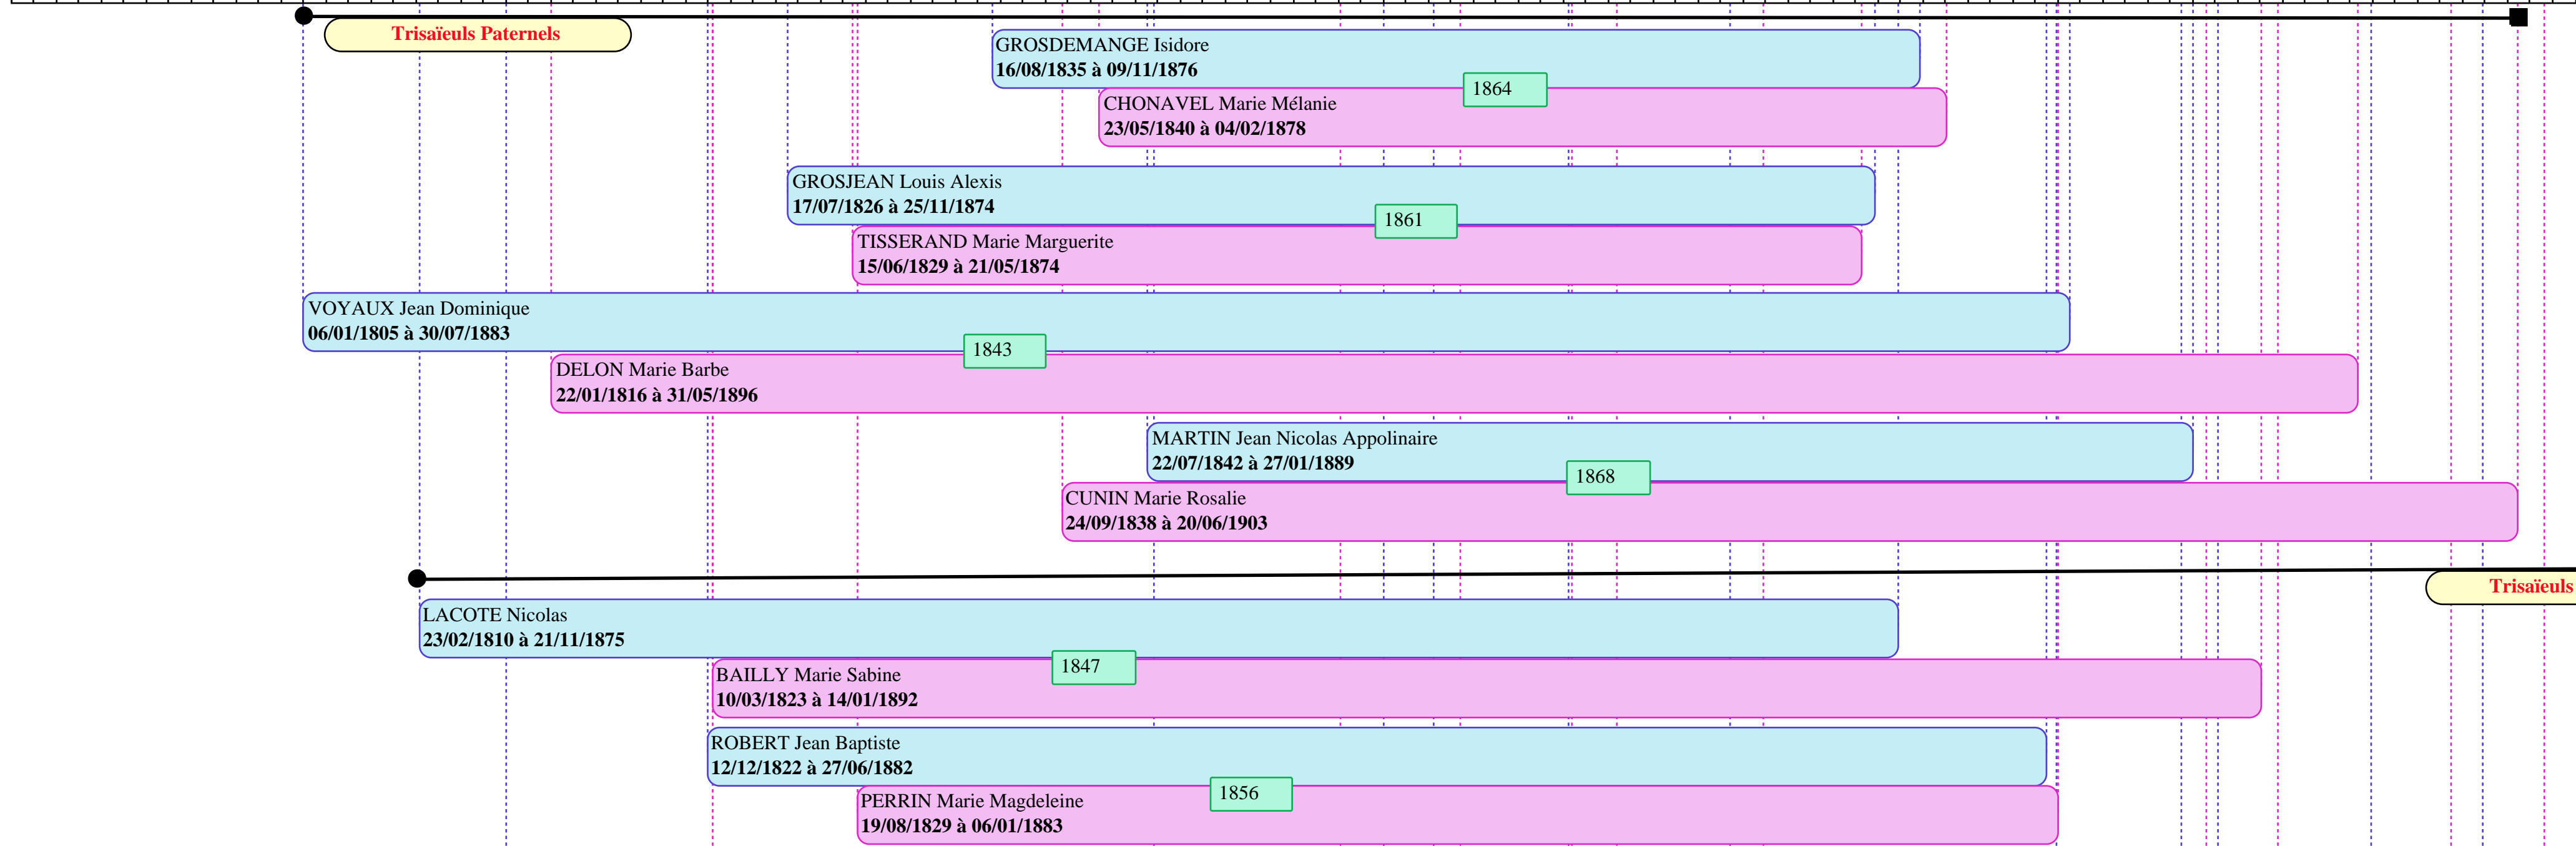 Trisaïeuls Paternels
GROSDEMANGE Isidore
16/08/1835 à 09/11/1876
1864
CHONAVEL Marie Mélanie
23/05/1840 à 04/02/1878
GROSJEAN Louis Alexis
17/07/1826 à 25/11/1874
1861
TISSERAND Marie Marguerite
15/06/1829 à 21/05/1874
VOYAUX Jean Dominique
06/01/1805 à 30/07/1883
1843
DELON Marie Barbe
22/01/1816 à 31/05/1896
MARTIN Jean Nicolas Appolinaire
22/07/1842 à 27/01/1889
1868
CUNIN Marie Rosalie
24/09/1838 à 20/06/1903
Trisaïeuls
LACOTE Nicolas
23/02/1810 à 21/11/1875
1847
BAILLY Marie Sabine
10/03/1823 à 14/01/1892
ROBERT Jean Baptiste
12/12/1822 à 27/06/1882
1856
PERRIN Marie Magdeleine
19/08/1829 à 06/01/1883